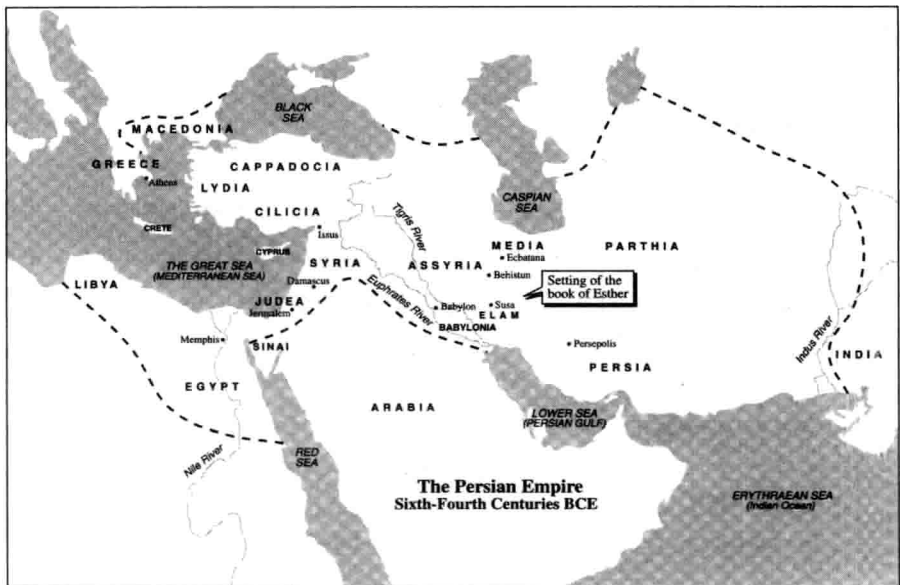 BLACK
SEA
MACEDONIA
GREECE
Athens
CAPPADOCIA
LYDIA
CILICIA
Issus
CRETE
CYPRUS
THE GREAT SEA
(MEDITERRANEAN SEA)
LIBYA
SYRIA
Damascus
JUDEA
Jerusalem
Memphis
SINAI
EGYPT
Nile River
RED
SEA
ARABIA
Tigris River
ASSYRIA
Euphrates River
Babylon
BABYLONIA
CASPIAN
SEA
MEDIA
Ecbatana
Behistun
Susa
ELAM
Setting of the
book of Esther
PARTHIA
Persepolis
PERSIA
LOWER SEA
(PERSIAN GULF)
Indus River
INDIA
ERYTHRAEAN SEA
(Indian Ocean)
The Persian Empire
Sixth-Fourth Centuries BCE